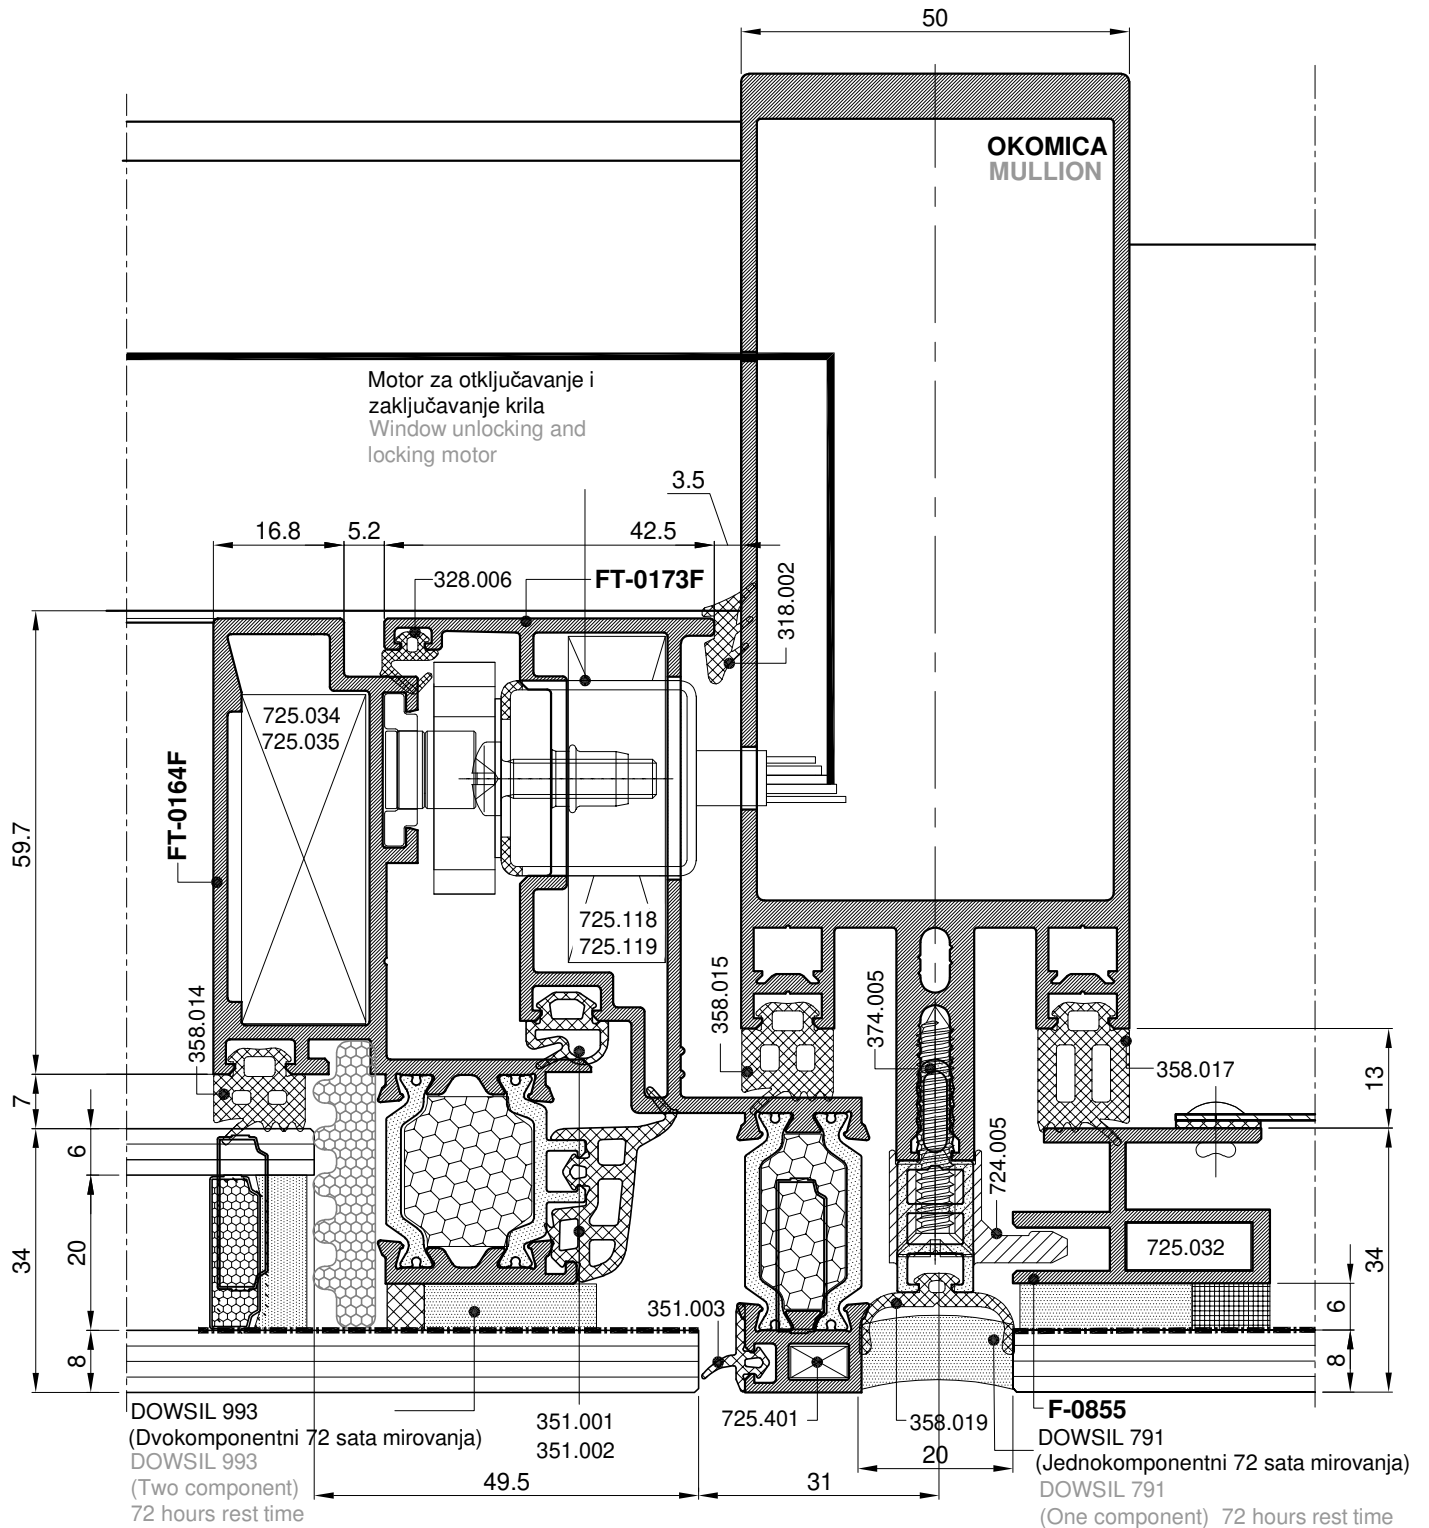 50
OKOMICA
MULLION
Motor za otključavanje i
zaključavanje krila
Window unlocking and
locking motor
3.5
16.8
5.2
42.5
328.006
FT-0173F
318.002
725.034
725.035
FT-0164F
59.7
725.118
725.119
358.014
358.015
374.005
358.017
13
7
6
724.005
34
20
725.032
34
351.003
6
8
8
DOWSIL 993
(Dvokomponentni 72 sata mirovanja)
DOWSIL 993
(Two component)
72 hours rest time
351.001
351.002
725.401
358.019
F-0855
DOWSIL 791
(Jednokomponentni 72 sata mirovanja)
DOWSIL 791
(One component) 72 hours rest time
20
49.5
31